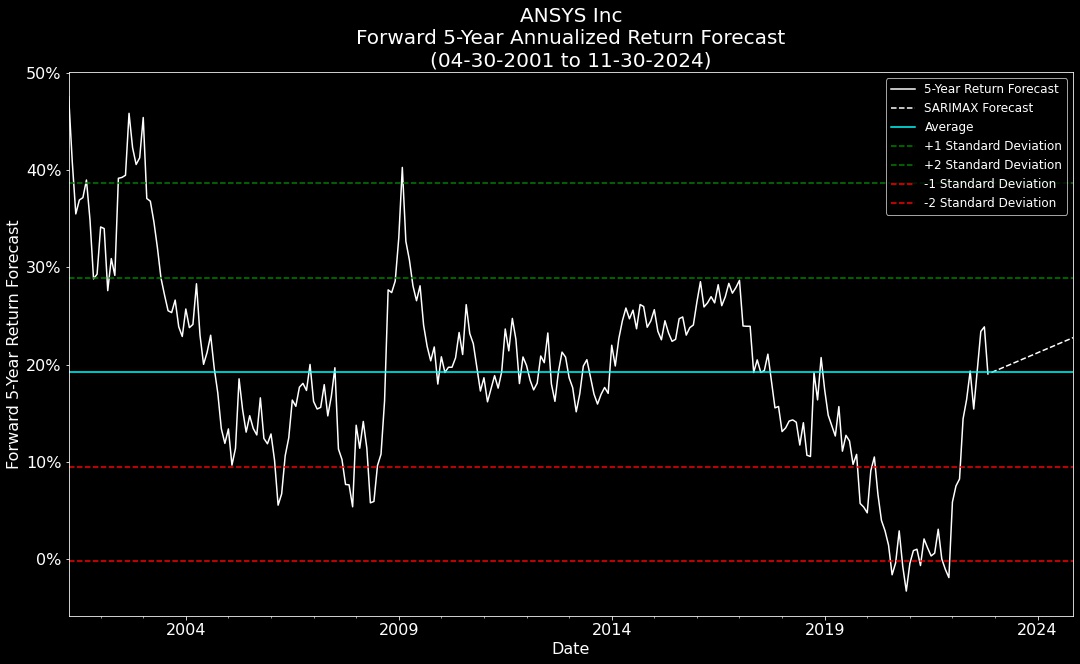 ANSYS Inc
Forward 5-Year Annualized Return Forecast
(04-30-2001 to 11-30-2024)
50%
40%
30%
20%
10%
0%
Forward 5-Year Return Forecast
5-Year Return Forecast
SARIMAX Forecast
Average
+1 Standard Deviation
+2 Standard Deviation
-1 Standard Deviation
-2 Standard Deviation
2004
2009
2014
2019
2024
Date